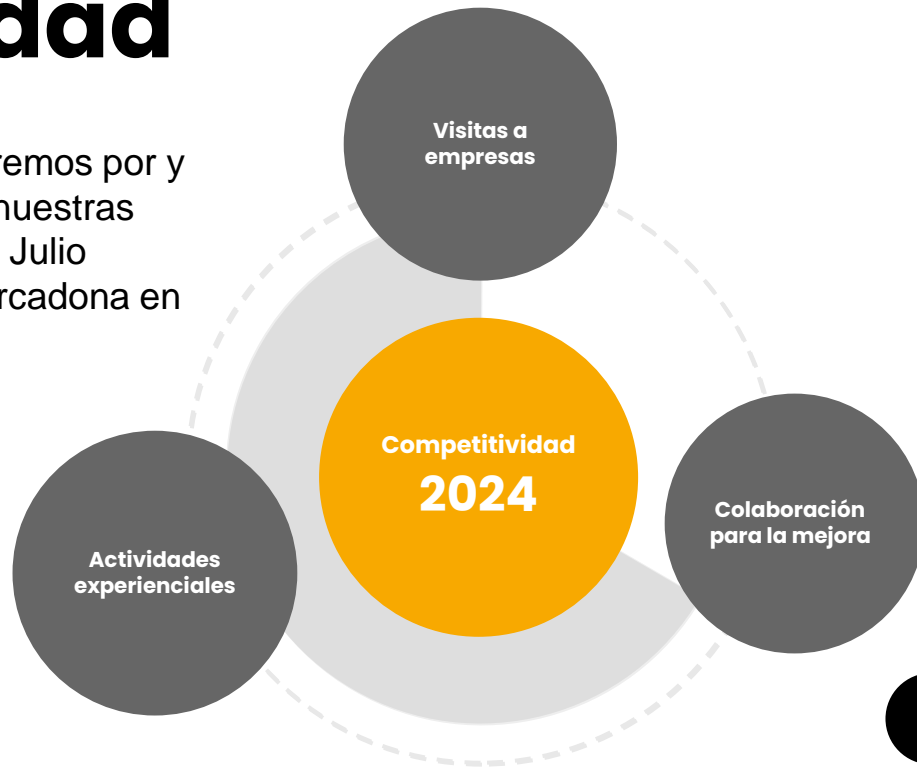 dad
remos por y
nuestras
Julio
rcadona en
Visitas a
empresas
Competitividad
2024
Colaboración
para la mejora
Actividades
experienciales